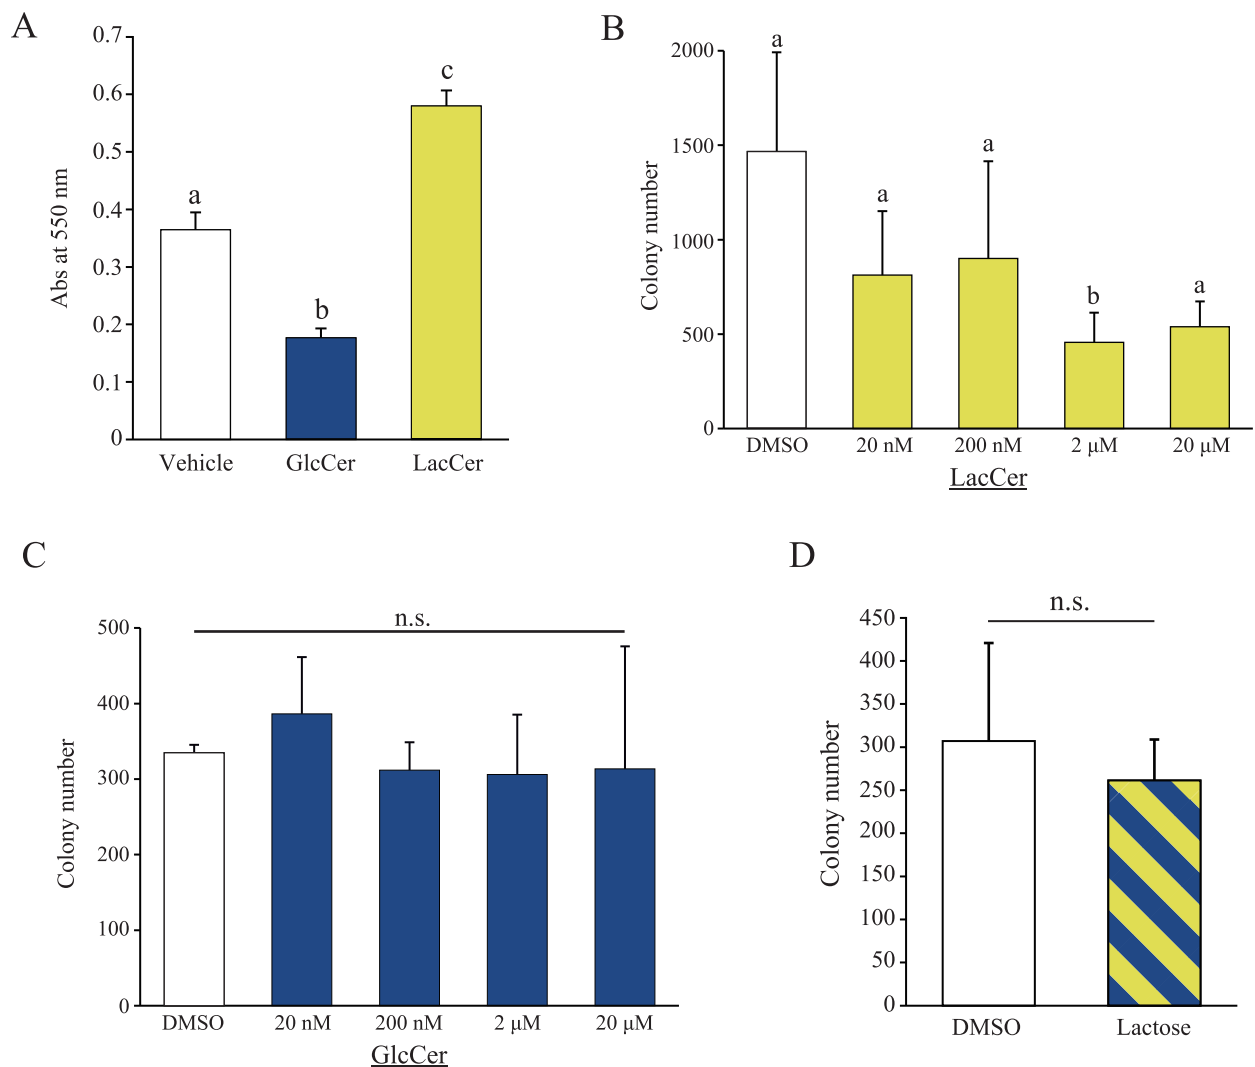 A
0.7
0.6
0.5
0.4
0.3
0.2
0.1
0
Abs at 550 nm
a
b
c
Vehicle GlcCer LacCer
B
2000
1500
1000
500
0
Colony number
a
a
a
b
a
DMSO 20 nM 200 nM 2 μM 20 μM
LacCer
C
500
400
300
200
100
0
Colony number
n.s.
DMSO 20 nM 200 nM 2 μM 20 μM
GlcCer
D
450
400
350
300
250
200
150
100
50
0
Colony number
n.s.
DMSO Lactose